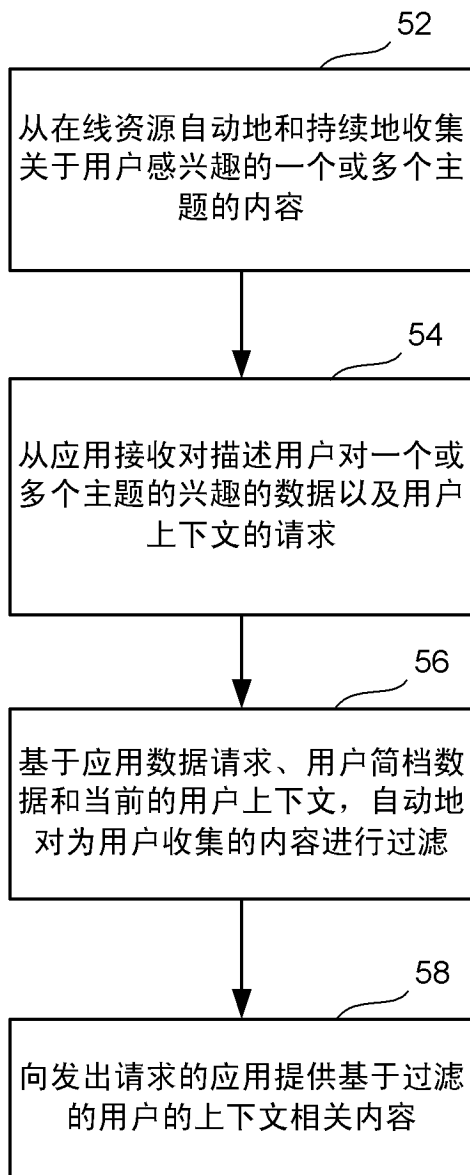 52
从在线资源自动地和持续地收集
关于用户感兴趣的一个或多个主
题的内容
54
从应用接收对描述用户对一个或
多个主题的兴趣的数据以及用户
上下文的请求
56
基于应用数据请求、用户简档数
据和当前的用户上下文，自动地
对为用户收集的内容进行过滤
58
向发出请求的应用提供基于过滤
的用户的上下文相关内容